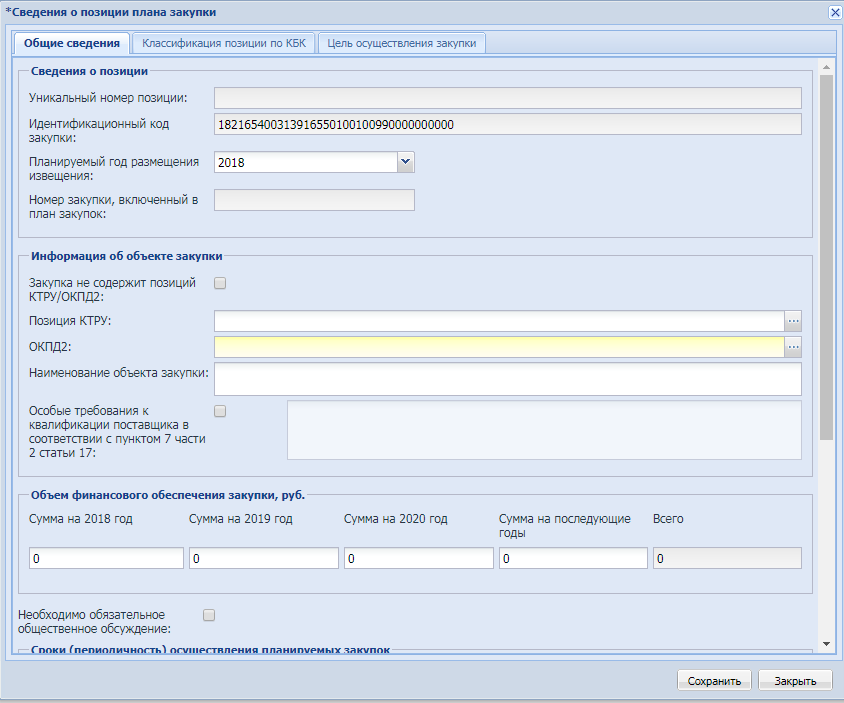 *Сведения о позиции плана закупки
Общие сведения
Классификация позиции по КБК
Цель осуществления закупки
Сведения о позиции
Уникальный номер позиции:
Идентификационный код
закупки:
182165400313916550100100990000000000
Планируемый год размещения
извещения:
2018
Номер закупки, включенный в
план закупок:
Информация об объекте закупки
Закупка не содержит позиций
КТРУ/ОКПД2:
Позиция КТРУ:
ОКПД2:
Наименование объекта закупки:
Особые требования к
квалификации поставщика в
соответствии с пунктом 7 части
2 статьи 17:
Объем финансового обеспечения закупки, руб.
Сумма на 2018 год
Сумма на 2019 год
Сумма на 2020 год
Сумма на последующие
годы
Всего
0
0
0
0
0
Необходимо обязательное
общественное обсуждение:
Сроки (периодичность) осуществления планируемых закупок
Сохранить
Закрыть